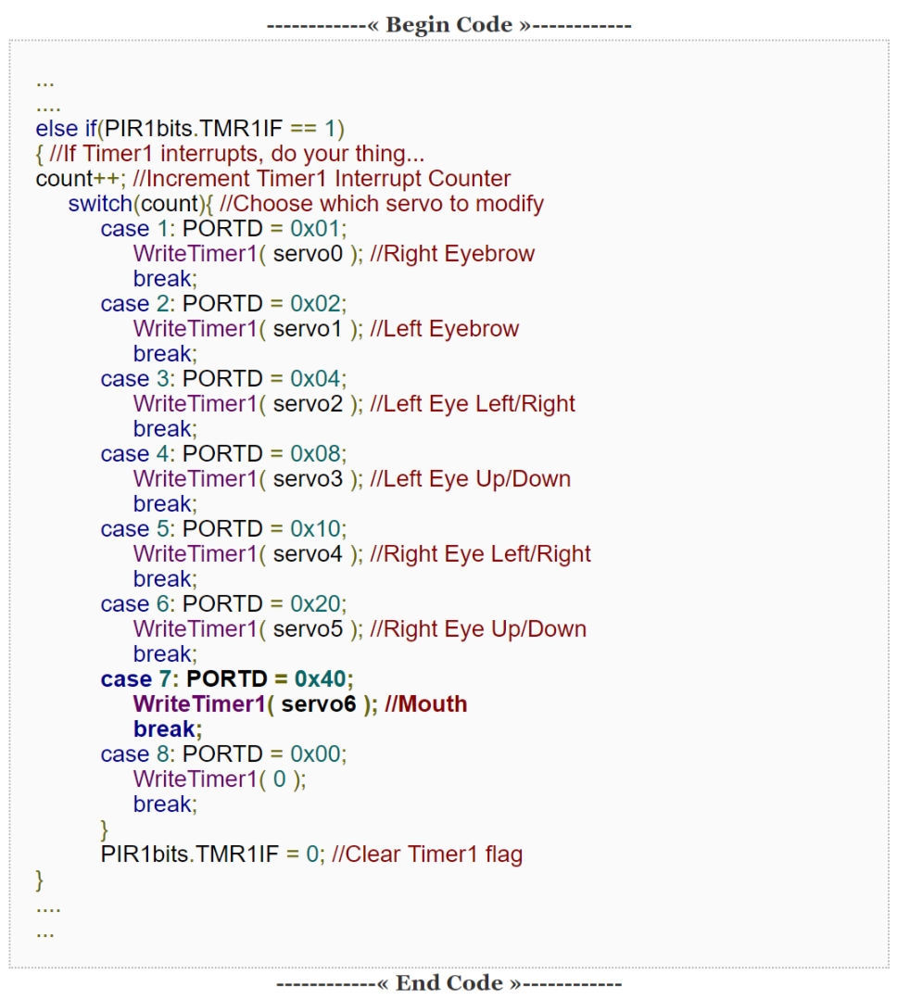 ------------« Begin Code »------------
...
....
else if(PIR1bits.TMR1IF == 1)
{ //If Timer1 interrupts, do your thing...
count++; //Increment Timer1 Interrupt Counter
switch(count){ //Choose which servo to modify
case 1: PORTD = 0x01;
WriteTimer1( servo0 ); //Right Eyebrow
break;
case 2: PORTD = 0x02;
WriteTimer1( servo1 ); //Left Eyebrow
break;
case 3: PORTD = 0x04;
WriteTimer1( servo2 ); //Left Eye Left/Right
break;
case 4: PORTD = 0x08;
WriteTimer1( servo3 ); //Left Eye Up/Down
break;
case 5: PORTD = 0x10;
WriteTimer1( servo4 ); //Right Eye Left/Right
break;
case 6: PORTD = 0x20;
WriteTimer1( servo5 ); //Right Eye Up/Down
break;
case 7: PORTD = 0x40;
WriteTimer1( servo6 ); //Mouth
break;
case 8: PORTD = 0x00;
WriteTimer1( 0 );
break;
}
PIR1bits.TMR1IF = 0; //Clear Timer1 flag
}
....
...
------------« End Code »------------